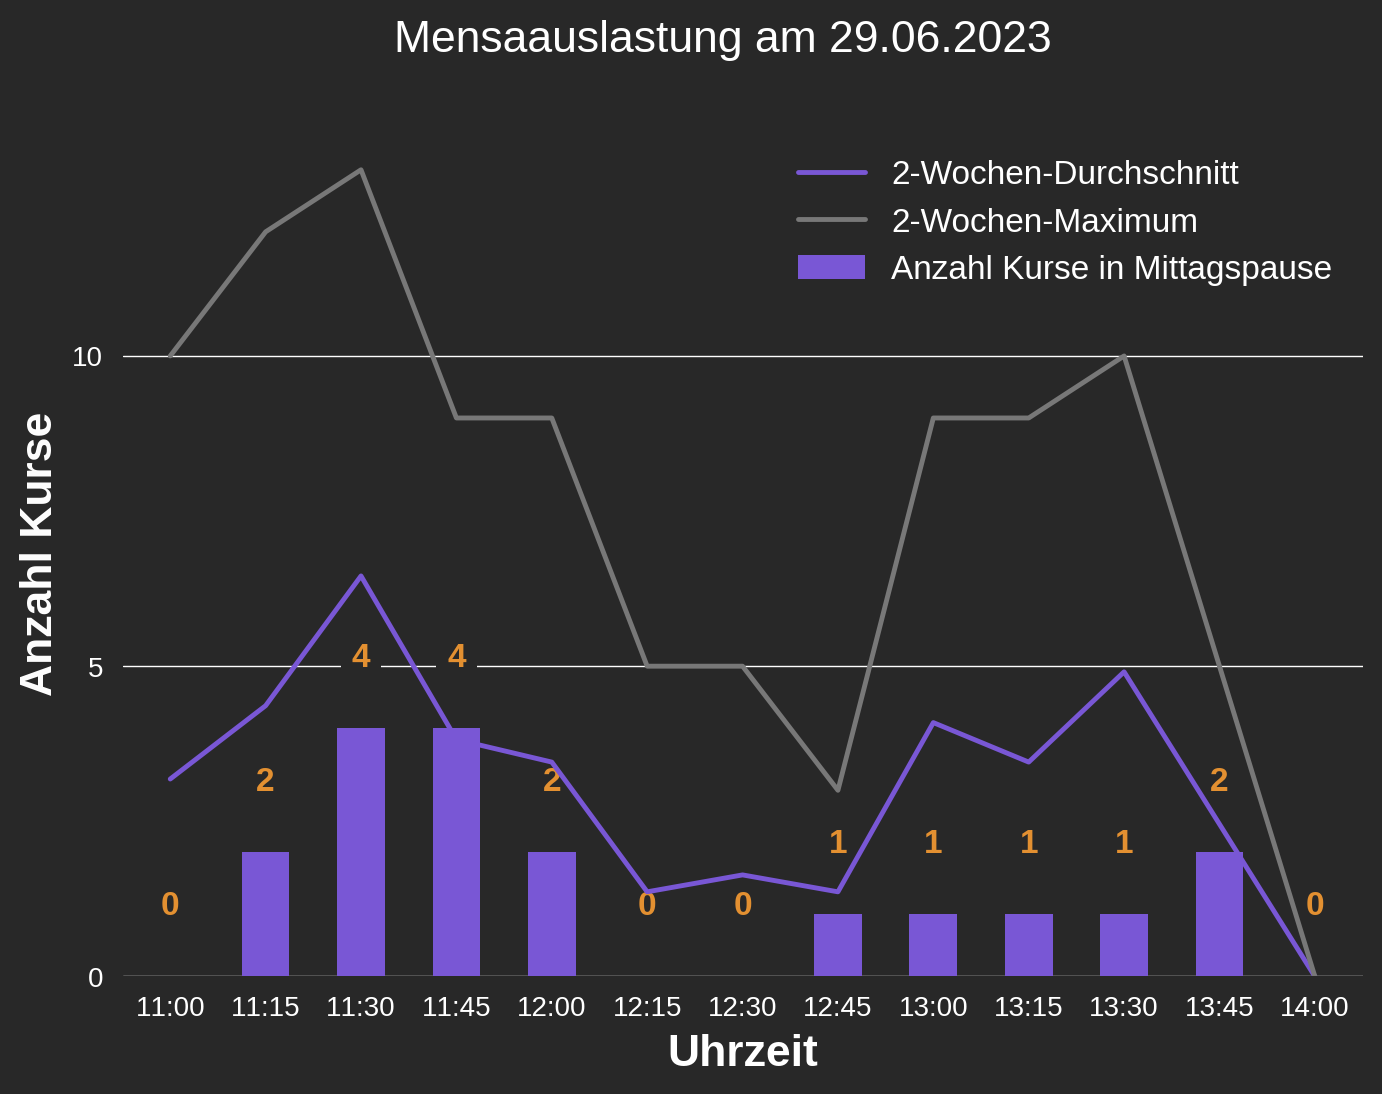 Mensaauslastung am 29.06.2023
2-Wochen-Durchschnitt
2-Wochen-Maximum
Anzahl Kurse in Mittagspause
Anzahl Kurse
10
5
0
4 4
2 2 2
1 1 1 1
0 0 0 0
11:00 11:15 11:30 11:45 12:00 12:15 12:30 12:45 13:00 13:15 13:30 13:45 14:00
Uhrzeit